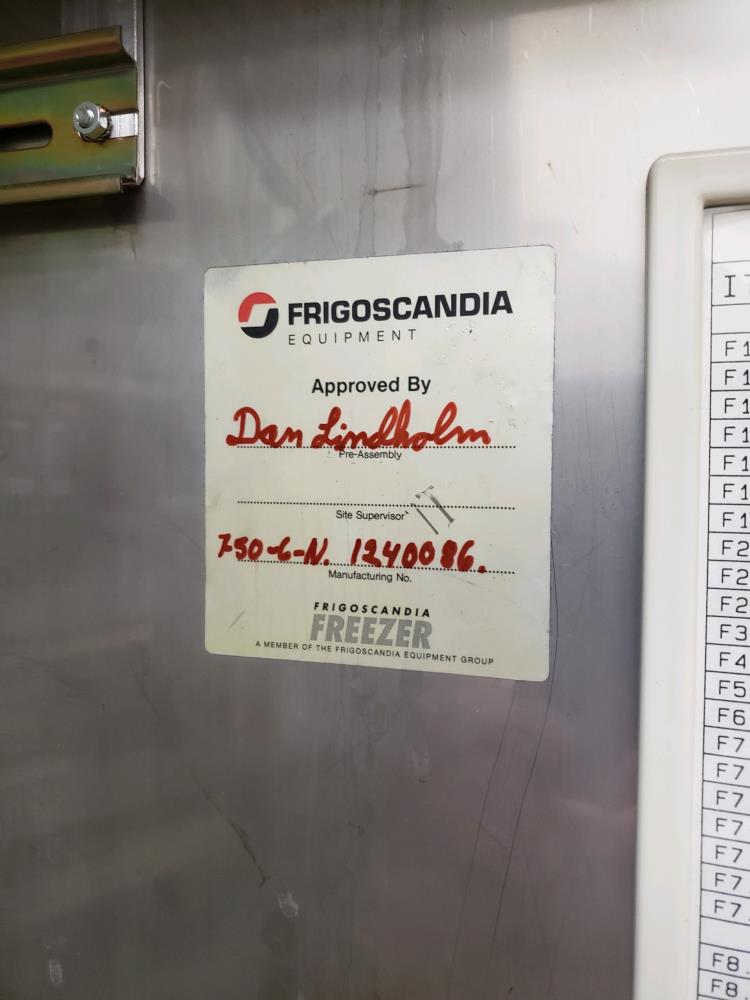 FRIGOSCANDIA
EQUIPMENT
Approved By
Dan Lindholm
Pre-Assembly
Site Supervisor
750-6-N. 1240086.
Manufacturing No.
FRIGOSCANDIA
FREEZER
A MEMBER OF THE FRIGOSCANDIA EQUIPMENT GROUP
F1
F1
F1
F1
F1
F1
F1
F2
F2
F2
F3
F4
F5
F6
F7
F7
F7
F7
F7
F7
F7.
F8.
F8.